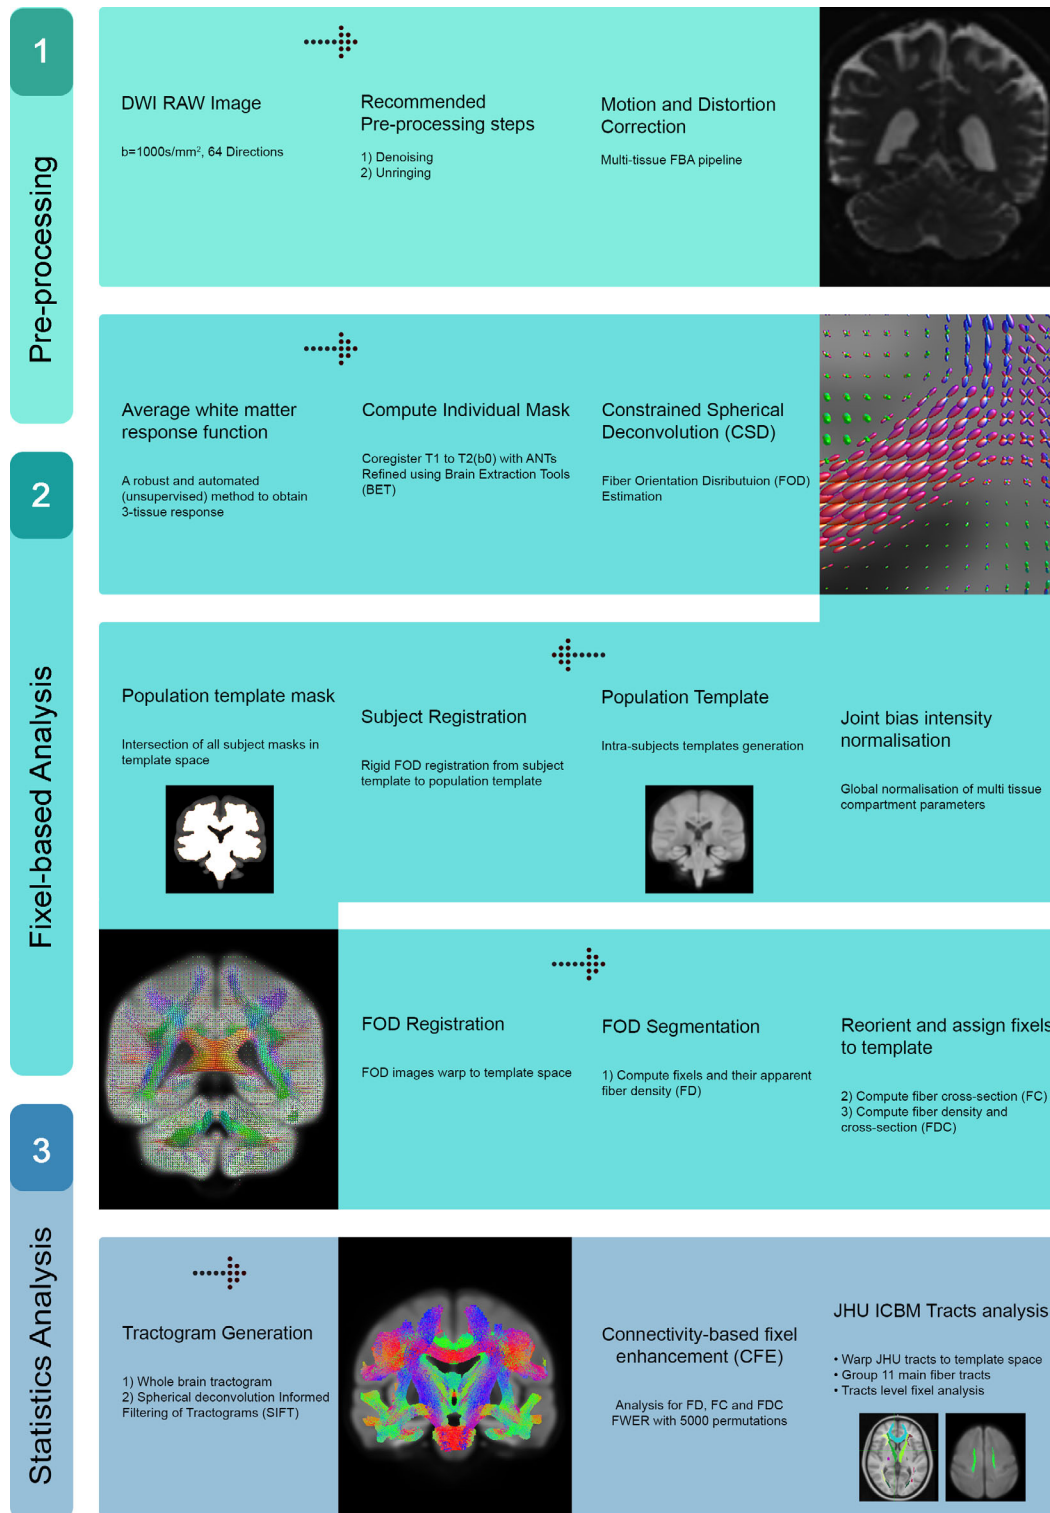 1
Pre-processing
DWI RAW Image
b=1000s/mm², 64 Directions
Recommended
Pre-processing steps
1) Denoising
2) Unringing
Motion and Distortion
Correction
Multi-tissue FBA pipeline
2
Fixel-based Analysis
Average white matter
response function
A robust and automated
(unsupervised) method to obtain
3-tissue response
Compute Individual Mask
Coregister T1 to T2(b0) with ANTs
Refined using Brain Extraction Tools
(BET)
Constrained Spherical
Deconvolution (CSD)
Fiber Orientation Disributuion (FOD)
Estimation
Population template mask
Intersection of all subject masks in
template space
Subject Registration
Rigid FOD registration from subject
template to population template
Population Template
Intra-subjects templates generation
Joint bias intensity
normalisation
Global normalisation of multi tissue
compartment parameters
FOD Registration
FOD images warp to template space
FOD Segmentation
1) Compute fixels and their apparent
fiber density (FD)
Reorient and assign fixels
to template
2) Compute fiber cross-section (FC)
3) Compute fiber density and
cross-section (FDC)
3
Statistics Analysis
Tractogram Generation
1) Whole brain tractogram
2) Spherical deconvolution Informed
Filtering of Tractograms (SIFT)
Connectivity-based fixel
enhancement (CFE)
Analysis for FD, FC and FDC
FWER with 5000 permutations
JHU ICBM Tracts analysis
• Warp JHU tracts to template space
• Group 11 main fiber tracts
• Tracts level fixel analysis